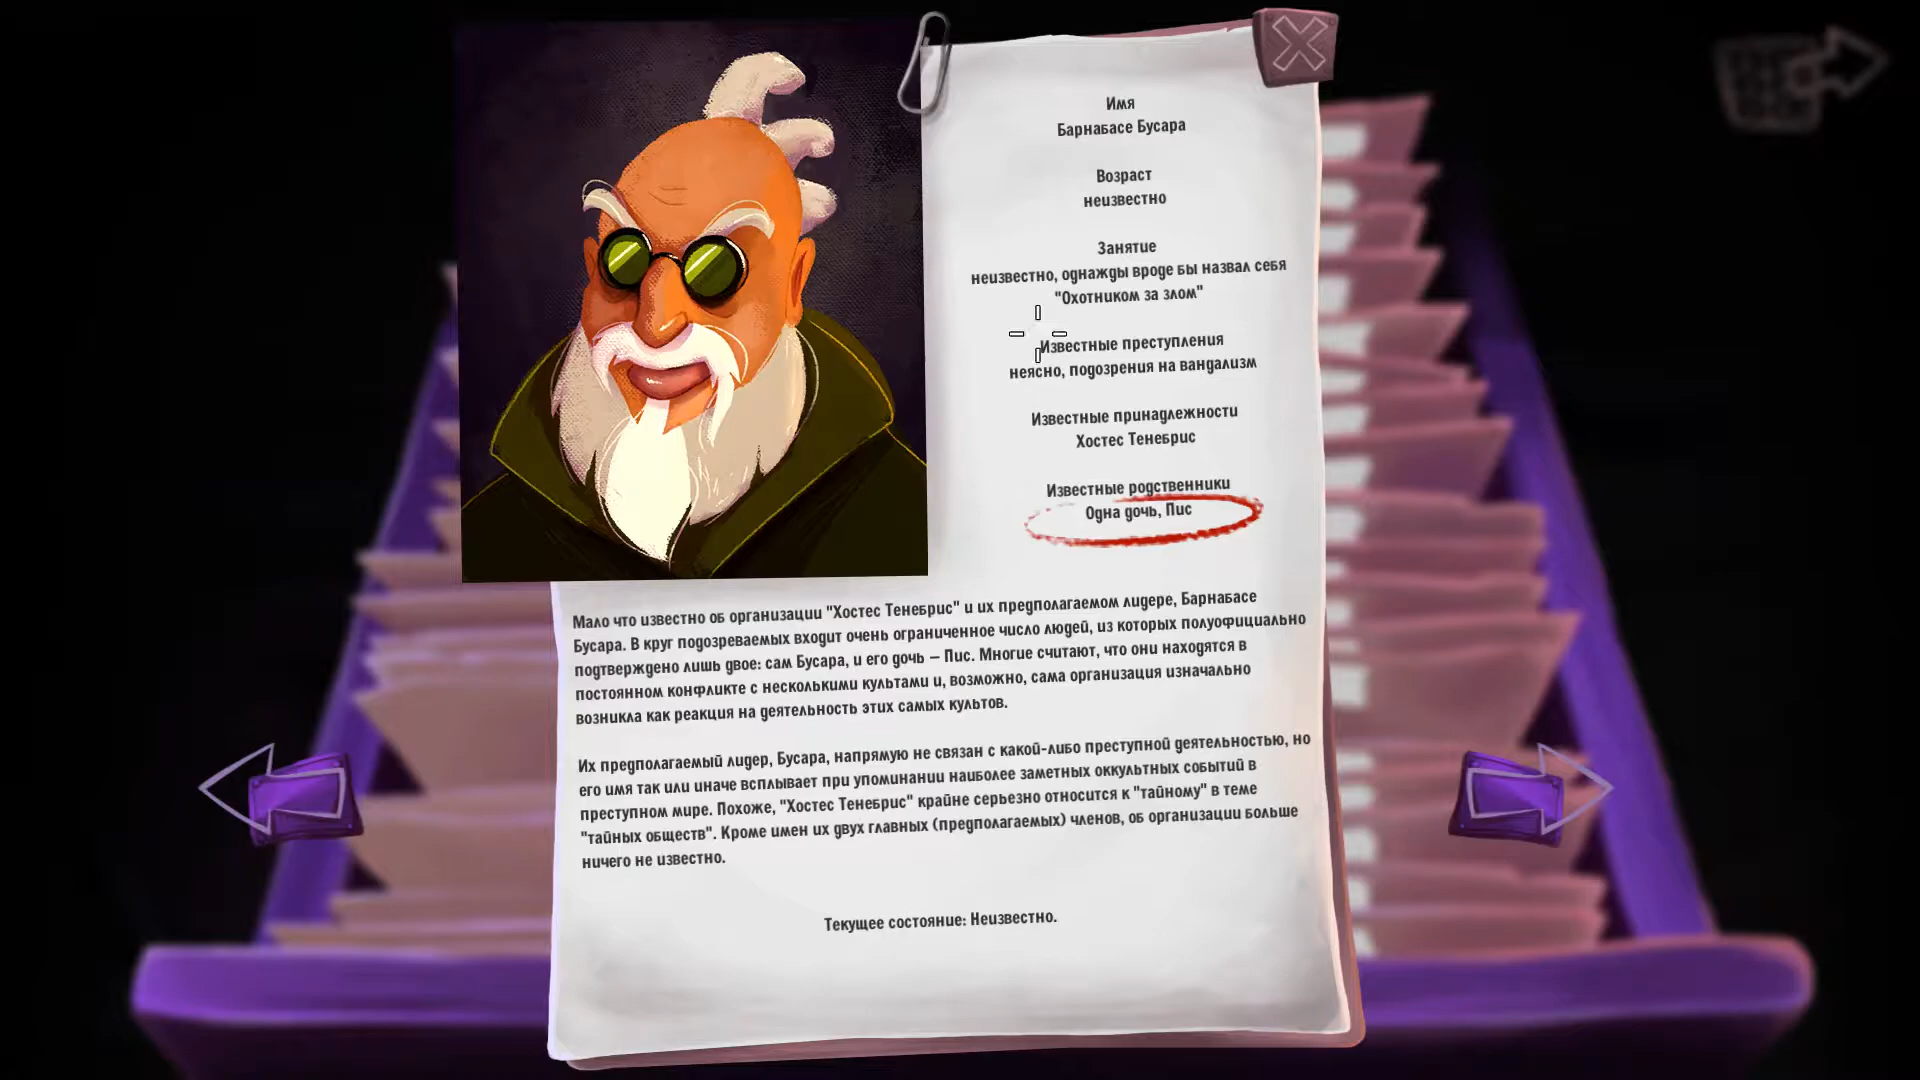 Имя
Барнабасе Бусара
Возраст
неизвестно
Занятие
неизвестно, однажды вроде бы назвал себя
"Охотником за злом"
Известные преступления
неясно, подозрения на вандализм
Известные принадлежности
Хостес Тенебрис
Известные родственники
Одна дочь, Пис
Мало что известно об организации "Хостес Тенебрис" и их предполагаемом лидере, Барнабасе
Бусара. В круг подозреваемых входит очень ограниченное число людей, из которых полуофициально
подтверждено лишь двое: сам Бусара, и его дочь – Пис. Многие считают, что они находятся в
постоянном конфликте с несколькими культами и, возможно, сама организация изначально
возникла как реакция на деятельность этих самых культов.
Их предполагаемый лидер, Бусара, напрямую не связан с какой-либо преступной деятельностью, но
его имя так или иначе всплывает при упоминании наиболее заметных оккультных событий в
преступном мире. Похоже, "Хостес Тенебрис" крайне серьезно относится к "тайному" в теме
"тайных обществ". Кроме имен их двух главных (предполагаемых) членов, об организации больше
ничего не известно.
Текущее состояние: Неизвестно.